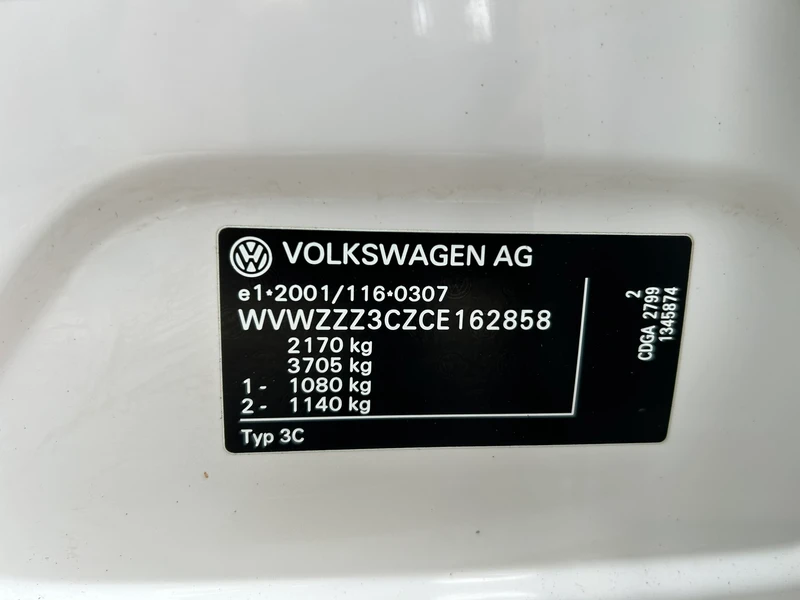 VOLKSWAGEN AG
e1*2001/116*0307
WVWZZZ3CZCE162858
2170 kg
3705 kg
1 - 1080 kg
2 - 1140 kg
Typ 3C
2
CDGA 2799
1345874